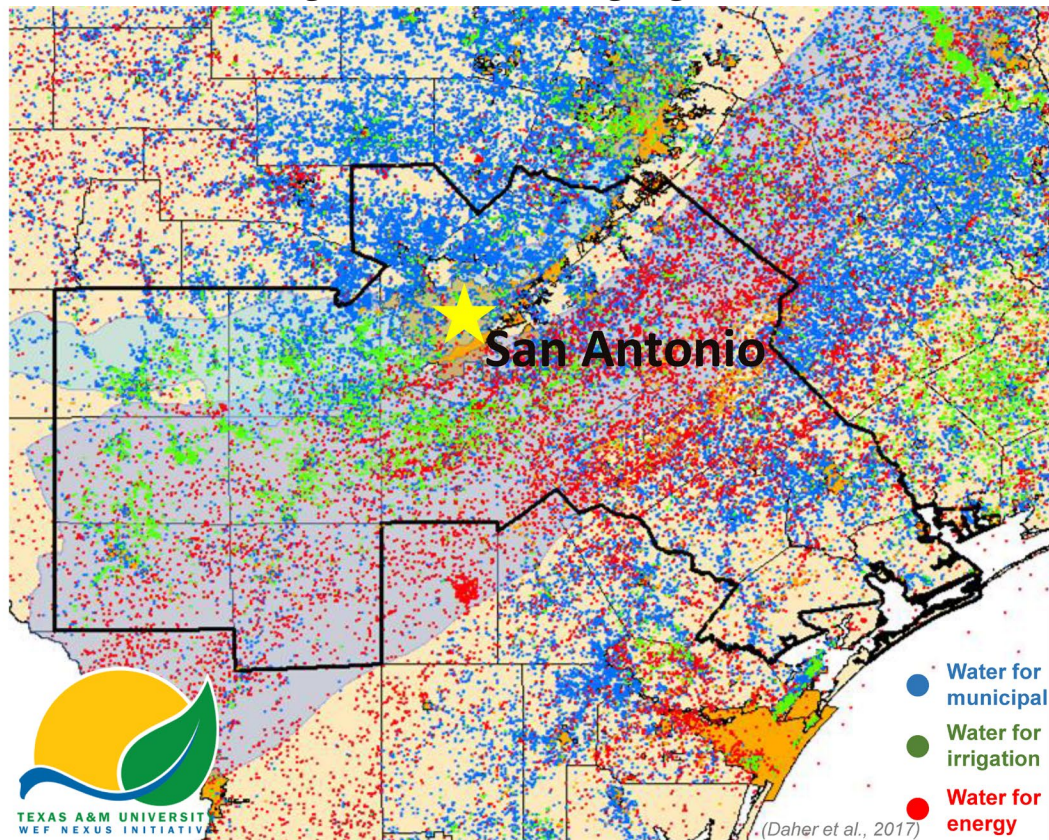 San Antonio
Water for
municipal
Water for
irrigation
Water for
energy
(Daher et al., 2017)
TEXAS A&M UNIVERSITY
WEF NEXUS INITIATIVE